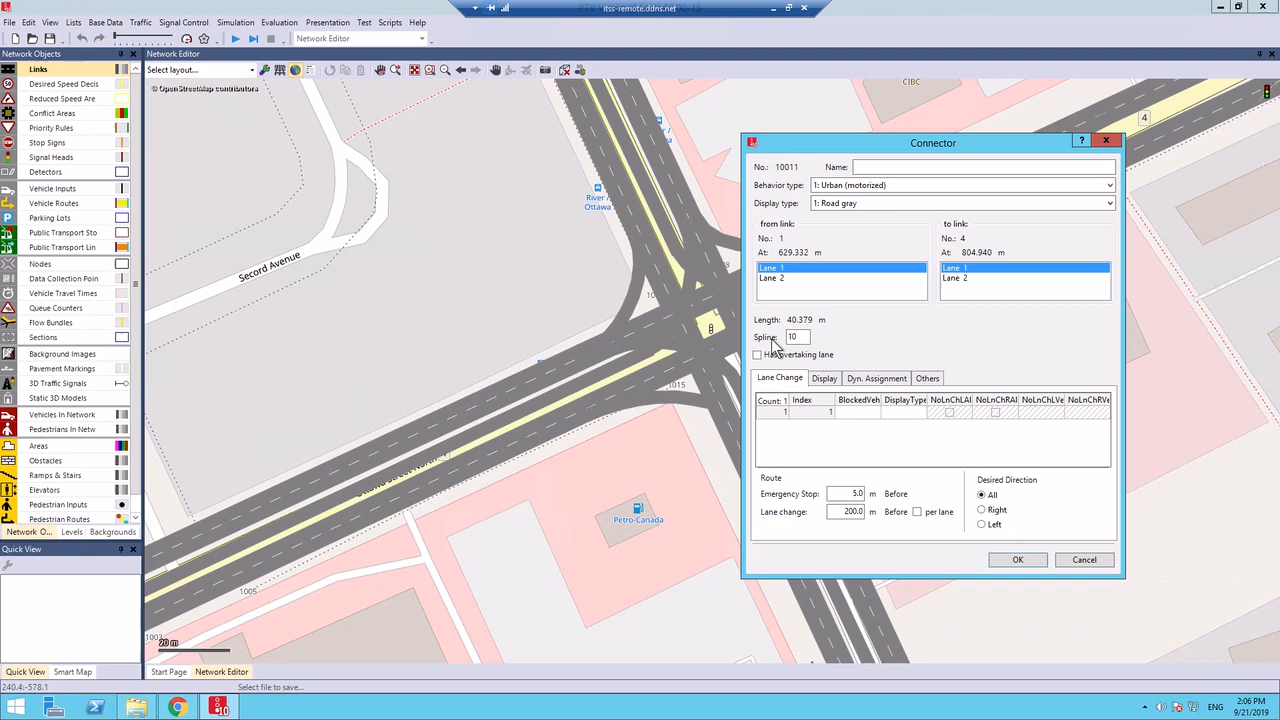 itss-remote.ddns.net
File Edit View Lists Base Data Traffic Signal Control Simulation Evaluation Presentation Test Scripts Help
Network Editor
Network Objects
Network Editor
Select layout...
© OpenStreetMap contributors
Links
Desired Speed Decis
Reduced Speed Are
Conflict Areas
Priority Rules
Stop Signs
Signal Heads
Detectors
Vehicle Inputs
Vehicle Routes
Parking Lots
Public Transport Sto
Public Transport Lin
Nodes
Data Collection Poin
Vehicle Travel Times
Queue Counters
Flow Bundles
Sections
Background Images
Pavement Markings
3D Traffic Signals
Static 3D Models
Vehicles In Network
Pedestrians In Netw
Areas
Obstacles
Ramps & Stairs
Elevators
Pedestrian Inputs
Pedestrian Routes
Network O... Levels Backgrounds
Quick View
Quick View Smart Map
Start Page Network Editor
240.4:-578.1
Select file to save...
CIBC
4
River /
Ottawa
Secord Avenue
1015
Petro-Canada
1005
1003
20 m
Connector
No.: 10011 Name:
Behavior type: 1: Urban (motorized)
Display type: 1: Road gray
from link: to link:
No.: 1 No.: 4
At: 629.332 m At: 804.940 m
Lane 1 Lane 1
Lane 2 Lane 2
Length: 40.379 m
Spline: 10
overtaking lane
Lane Change Display Dyn. Assignment Others
Count: 1 Index BlockedVeh DisplayType NoLnChLAl NoLnChRAl NoLnChLVe NoLnChRVe
1 1
Route
Emergency Stop: 5.0 m Before
Lane change: 200.0 m Before per lane
Desired Direction
All
Right
Left
OK Cancel
ENG
2:06 PM
9/21/2019